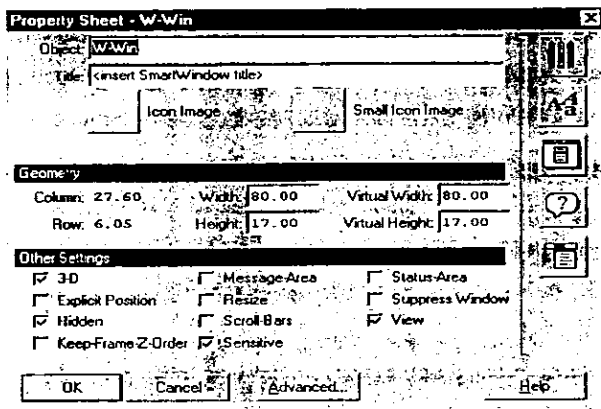 Property Sheet - W-Win
Object: W-Win
Title: <insert SmartWindow title>
Icon Image
Small Icon Image
Geometry
Column: 27.60 Width: 80.00 Virtual Width: 80.00
Row: 6.05 Height: 17.00 Virtual Height: 17.00
Other Settings
3-D Message-Area Status-Area
Explicit Position Resize Suppress Window
Hidden Scroll-Bars View
Keep-Frame-Z-Order Sensitive
OK Cancel Advanced... Help